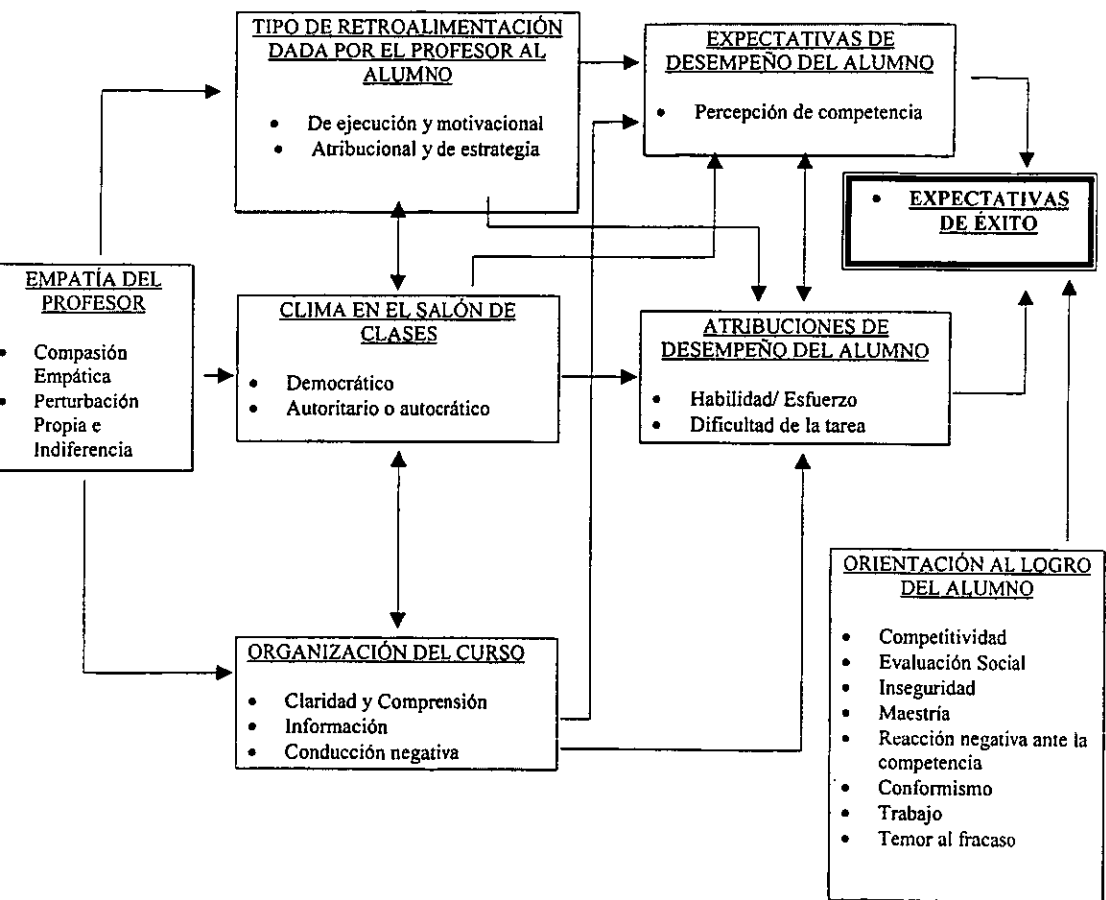 TIPO DE RETROALIMENTACIÓN
DADA POR EL PROFESOR AL
ALUMNO
• De ejecución y motivacional
• Atribucional y de estrategia
EXPECTATIVAS DE
DESEMPEÑO DEL ALUMNO
• Percepción de competencia
• EXPECTATIVAS
DE ÉXITO
EMPATÍA DEL
PROFESOR
• Compasión
Empática
• Perturbación
Propia e
Indiferencia
CLIMA EN EL SALÓN DE
CLASES
• Democrático
• Autoritario o autocrático
ATRIBUCIONES DE
DESEMPEÑO DEL ALUMNO
• Habilidad/ Esfuerzo
• Dificultad de la tarea
ORGANIZACIÓN DEL CURSO
• Claridad y Comprensión
• Información
• Conducción negativa
ORIENTACIÓN AL LOGRO
DEL ALUMNO
• Competitividad
• Evaluación Social
• Inseguridad
• Maestría
• Reacción negativa ante la
competencia
• Conformismo
• Trabajo
• Temor al fracaso